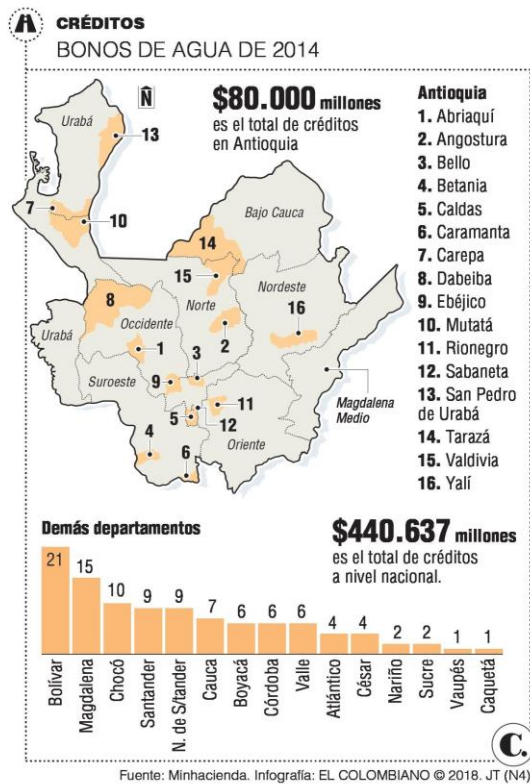 CRÉDITOS
BONOS DE AGUA DE 2014
N
$80.000 millones
es el total de créditos
en Antioquia
Urabá
13
7
10
Bajo Cauca
14
15
Norte
Nordeste
8
16
Occidente
2
Urabá
1
3
Suroeste
9
11
Magdalena
Medio
5
12
Oriente
4
6
Antioquia
1. Abriaquí
2. Angostura
3. Bello
4. Betania
5. Caldas
6. Caramanta
7. Carepa
8. Dabeiba
9. Ebéjico
10. Mutatá
11. Rionegro
12. Sabaneta
13. San Pedro
de Urabá
14. Tarazá
15. Valdivia
16. Yalí
Demás departamentos
$440.637 millones
es el total de créditos
a nivel nacional.
21
15
10
9
9
7
6
6
6
4
4
2
2
1
1
Bolívar
Magdalena
Chocó
Santander
N. de S/tander
Cauca
Boyacá
Córdoba
Valle
Atlántico
César
Nariño
Sucre
Vaupés
Caquetá
C.
Fuente: Minhacienda. Infografía: EL COLOMBIANO © 2018. JT (N4)